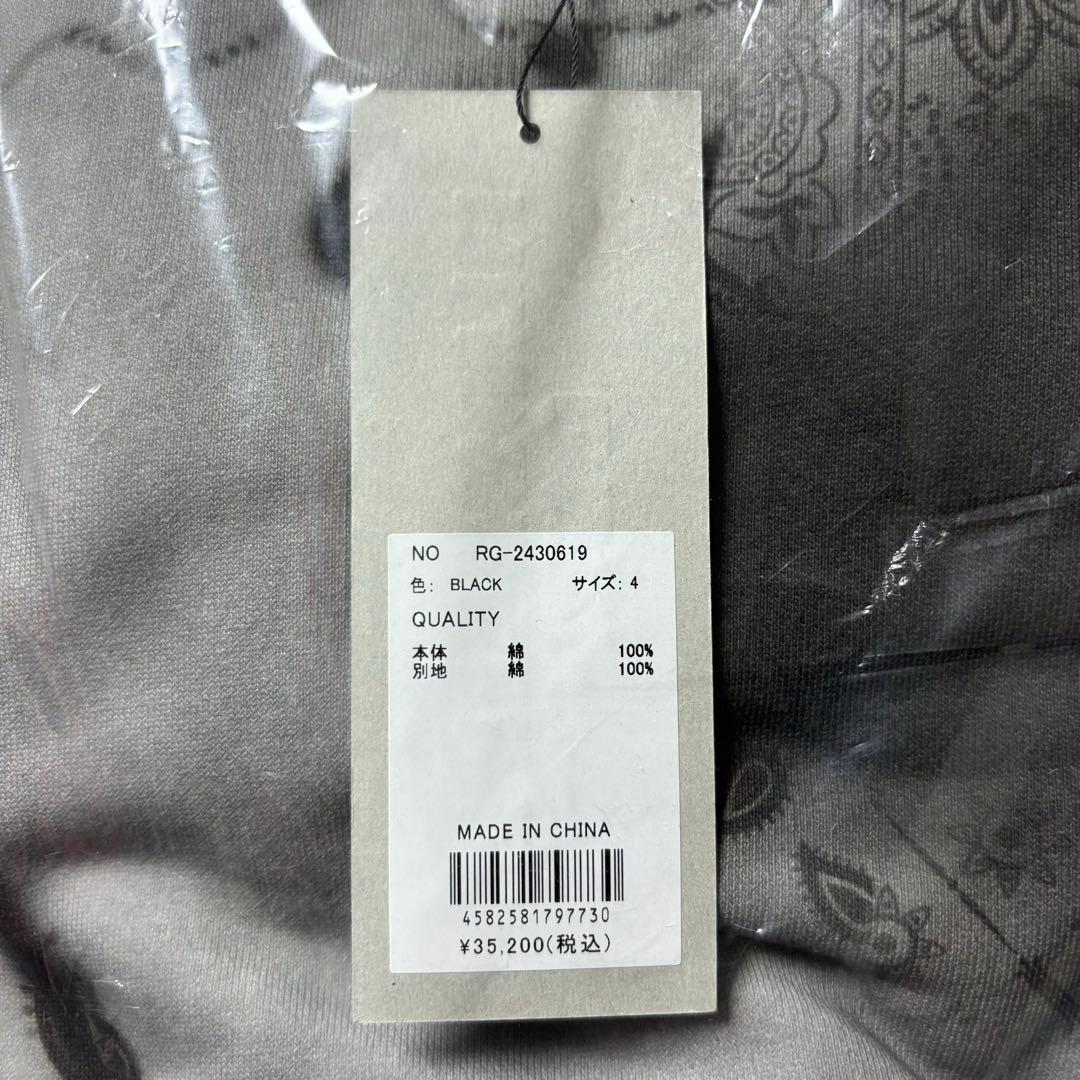 NO RG-2430619
色: BLACK サイズ: 4
QUALITY
本体 綿 100%
別地 綿 100%
MADE IN CHINA
4582581797730
¥35,200(税込)